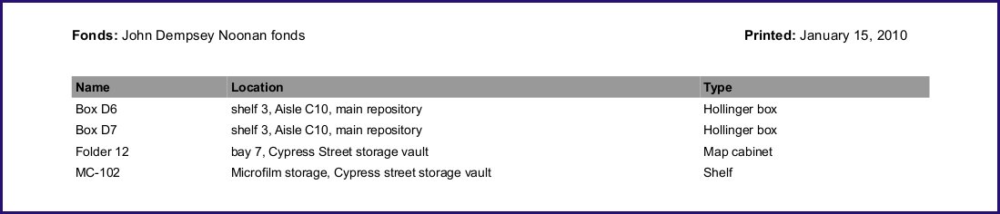 Fonds: John Dempsey Noonan fonds Printed: January 15, 2010
Name Location Type
Box D6 shelf 3, Aisle C10, main repository Hollinger box
Box D7 shelf 3, Aisle C10, main repository Hollinger box
Folder 12 bay 7, Cypress Street storage vault Map cabinet
MC-102 Microfilm storage, Cypress street storage vault Shelf